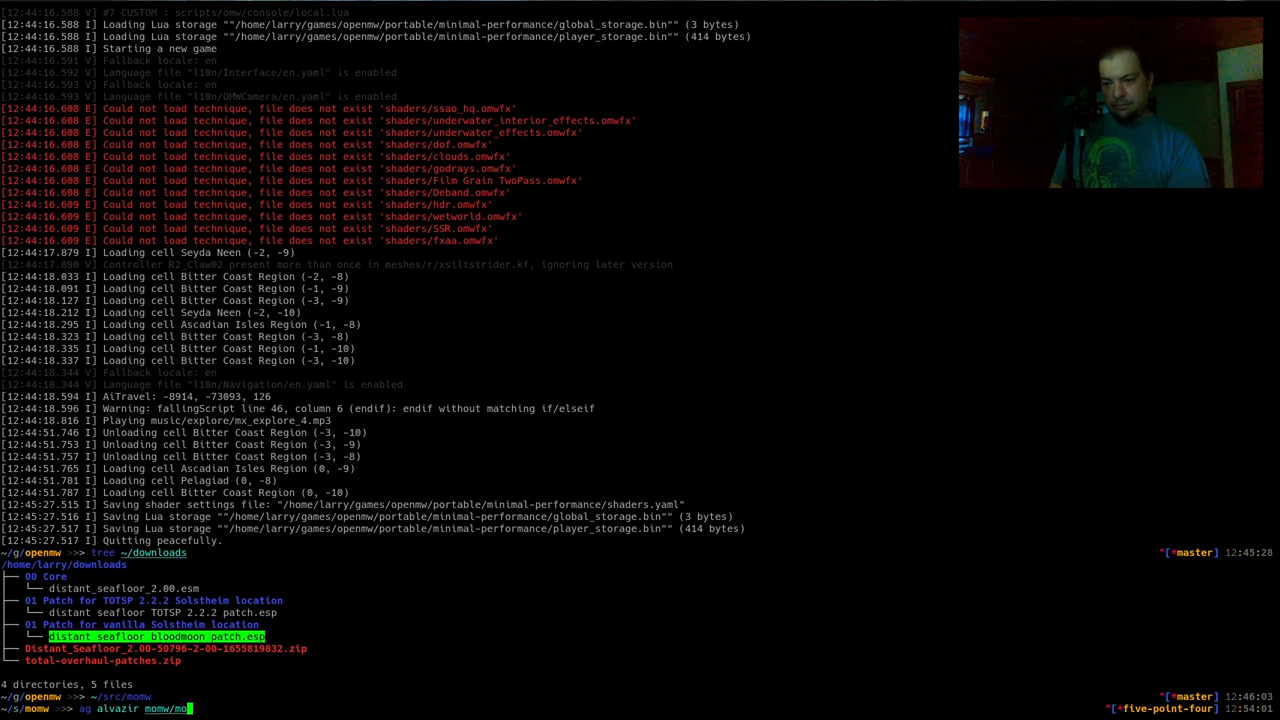 [12:44:16.588 V] #7 CUSTOM : scripts/omw/console/local.lua
[12:44:16.588 I] Loading Lua storage ""/home/larry/games/openmw/portable/minimal-performance/global_storage.bin"" (3 bytes)
[12:44:16.588 I] Loading Lua storage ""/home/larry/games/openmw/portable/minimal-performance/player_storage.bin"" (414 bytes)
[12:44:16.588 I] Starting a new game
[12:44:16.591 V] Fallback locale: en
[12:44:16.592 V] Language file "l10n/Interface/en.yaml" is enabled
[12:44:16.593 V] Fallback locale: en
[12:44:16.593 V] Language file "l10n/OMWCamera/en.yaml" is enabled
[12:44:16.608 E] Could not load technique, file does not exist 'shaders/ssao_hq.omwfx'
[12:44:16.608 E] Could not load technique, file does not exist 'shaders/underwater_interior_effects.omwfx'
[12:44:16.608 E] Could not load technique, file does not exist 'shaders/underwater_effects.omwfx'
[12:44:16.608 E] Could not load technique, file does not exist 'shaders/dof.omwfx'
[12:44:16.608 E] Could not load technique, file does not exist 'shaders/clouds.omwfx'
[12:44:16.608 E] Could not load technique, file does not exist 'shaders/godrays.omwfx'
[12:44:16.608 E] Could not load technique, file does not exist 'shaders/Film Grain TwoPass.omwfx'
[12:44:16.608 E] Could not load technique, file does not exist 'shaders/Deband.omwfx'
[12:44:16.609 E] Could not load technique, file does not exist 'shaders/hdr.omwfx'
[12:44:16.609 E] Could not load technique, file does not exist 'shaders/wetworld.omwfx'
[12:44:16.609 E] Could not load technique, file does not exist 'shaders/SSR.omwfx'
[12:44:16.609 E] Could not load technique, file does not exist 'shaders/fxaa.omwfx'
[12:44:17.879 I] Loading cell Seyda Neen (-2, -9)
[12:44:17.890 V] Controller R2_Claw02 present more than once in meshes/r/xsiltstrider.kf, ignoring later version
[12:44:18.033 I] Loading cell Bitter Coast Region (-2, -8)
[12:44:18.091 I] Loading cell Bitter Coast Region (-1, -9)
[12:44:18.127 I] Loading cell Bitter Coast Region (-3, -9)
[12:44:18.212 I] Loading cell Seyda Neen (-2, -10)
[12:44:18.295 I] Loading cell Ascadian Isles Region (-1, -8)
[12:44:18.323 I] Loading cell Bitter Coast Region (-3, -8)
[12:44:18.335 I] Loading cell Bitter Coast Region (-1, -10)
[12:44:18.337 I] Loading cell Bitter Coast Region (-3, -10)
[12:44:18.344 V] Fallback locale: en
[12:44:18.344 V] Language file "l10n/Navigation/en.yaml" is enabled
[12:44:18.594 I] AiTravel: -8914, -73093, 126
[12:44:18.596 I] Warning: fallingScript line 46, column 6 (endif): endif without matching if/elseif
[12:44:18.816 I] Playing music/explore/mx_explore_4.mp3
[12:44:51.746 I] Unloading cell Bitter Coast Region (-3, -10)
[12:44:51.753 I] Unloading cell Bitter Coast Region (-3, -9)
[12:44:51.757 I] Unloading cell Bitter Coast Region (-3, -8)
[12:44:51.765 I] Loading cell Ascadian Isles Region (0, -9)
[12:44:51.781 I] Loading cell Pelagiad (0, -8)
[12:44:51.787 I] Loading cell Bitter Coast Region (0, -10)
[12:45:27.515 I] Saving shader settings file: "/home/larry/games/openmw/portable/minimal-performance/shaders.yaml"
[12:45:27.516 I] Saving Lua storage ""/home/larry/games/openmw/portable/minimal-performance/global_storage.bin"" (3 bytes)
[12:45:27.517 I] Saving Lua storage ""/home/larry/games/openmw/portable/minimal-performance/player_storage.bin"" (414 bytes)
[12:45:27.517 I] Quitting peacefully.
~/g/openmw >>> tree ~/downloads ^[*master] 12:45:28
/home/larry/downloads
├── 00 Core
│   └── distant_seafloor_2.00.esm
├── 01 Patch for TOTSP 2.2.2 Solstheim location
│   └── distant seafloor TOTSP 2.2.2 patch.esp
├── 01 Patch for vanilla Solstheim location
│   └── distant seafloor bloodmoon patch.esp
├── Distant_Seafloor_2.00-50796-2-00-1655819832.zip
└── total-overhaul-patches.zip
4 directories, 5 files
~/g/openmw >>> ~/src/momw ^[*master] 12:46:03
~/s/momw >>> ag alvazir momw/mo ^[*five-point-four] 12:54:01